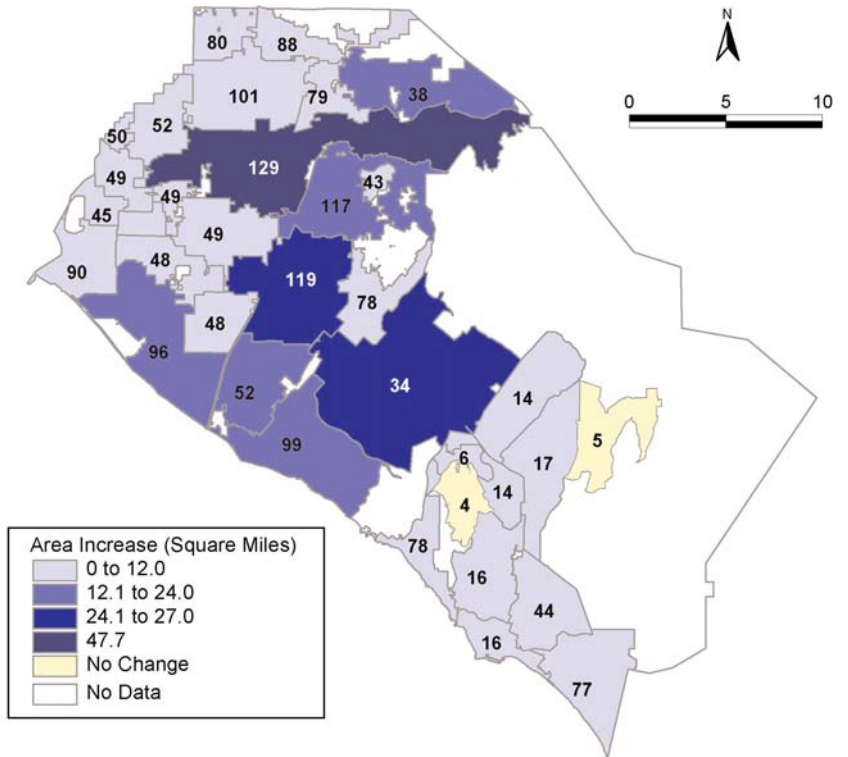 N
0 5 10
80 88
101 79 38
50 52
129
49 49 43
45 117
49
90 48 119
78
48
96
34
52 14
5
99
6 17
14
4
78
16
44
16
77
Area Increase (Square Miles)
0 to 12.0
12.1 to 24.0
24.1 to 27.0
47.7
No Change
No Data